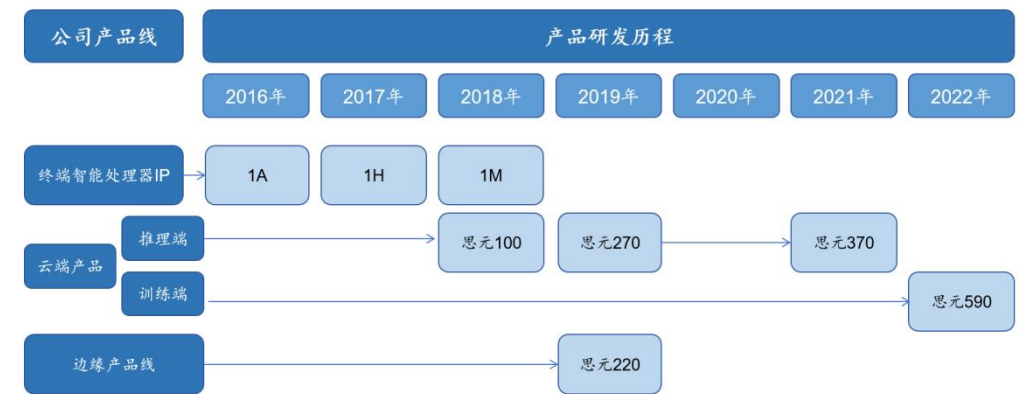 公司产品线
产品研发历程
2016年 2017年 2018年 2019年 2020年 2021年 2022年
终端智能处理器IP 1A 1H 1M
推理端 思元100 思元270 思元370
云端产品
训练端 思元590
边缘产品线 思元220